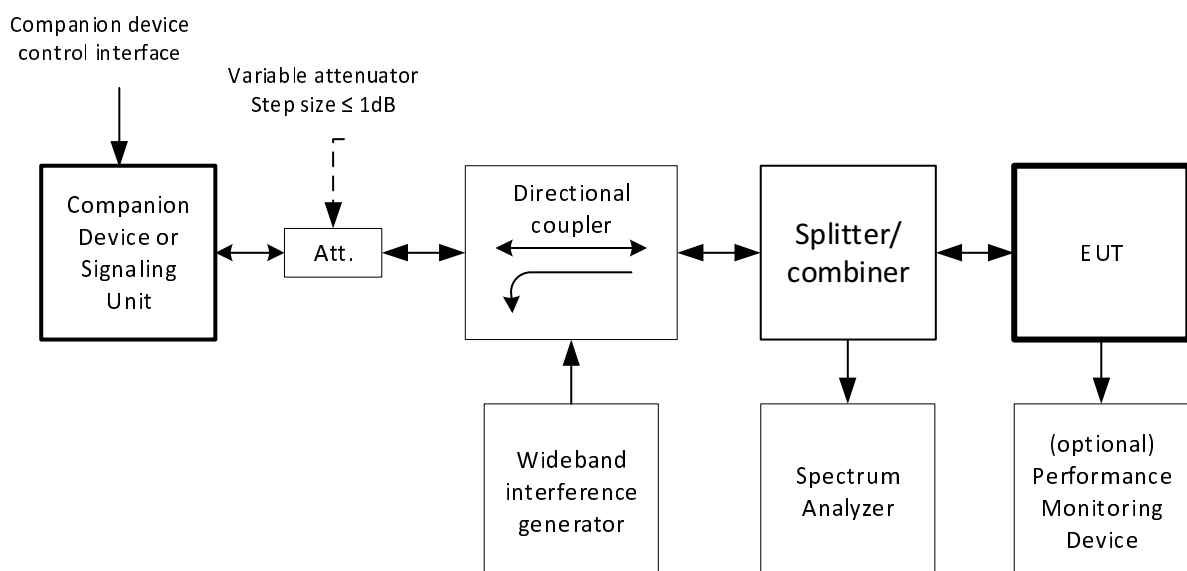 Companion device
control interface
Variable attenuator
Step size ≤ 1dB
Companion
Device or
Signaling
Unit
Att.
Directional
coupler
Splitter/
combiner
EUT
Wideband
interference
generator
Spectrum
Analyzer
(optional)
Performance
Monitoring
Device